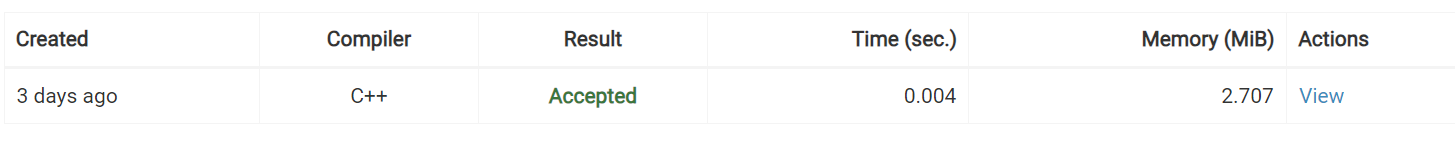 Created Compiler Result Time (sec.) Memory (MiB) Actions
3 days ago C++ Accepted 0.004 2.707 View